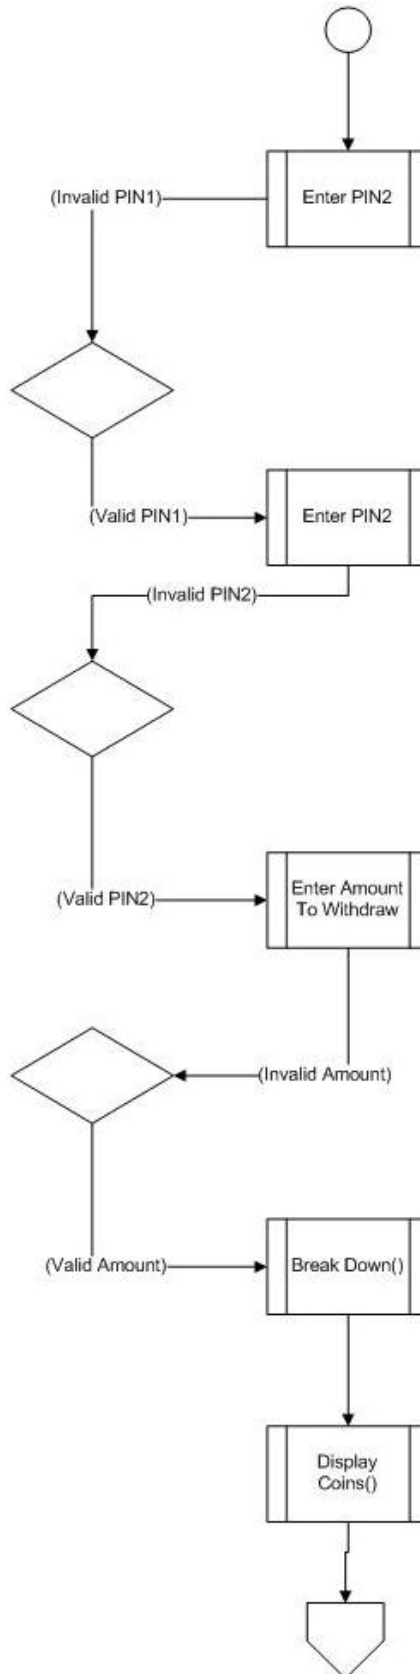 Enter PIN2
(Invalid PIN1)
(Valid PIN1)
Enter PIN2
(Invalid PIN2)
(Valid PIN2)
Enter Amount
To Withdraw
(Invalid Amount)
(Valid Amount)
Break Down()
Display
Coins()